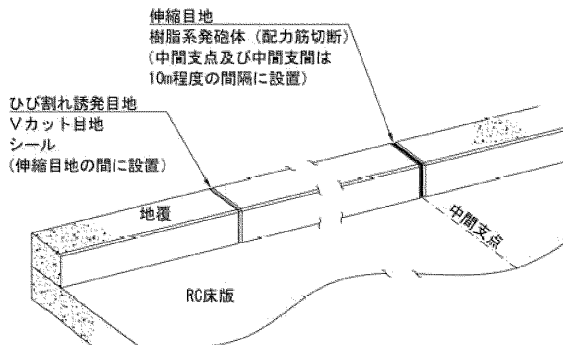 伸縮目地
樹脂系発砲体（配力筋切断）
（中間支点及び中間支間は
10m程度の間隔に設置）
ひび割れ誘発目地
Vカット目地
シール
（伸縮目地の間に設置）
地覆
中間支点
RC床版